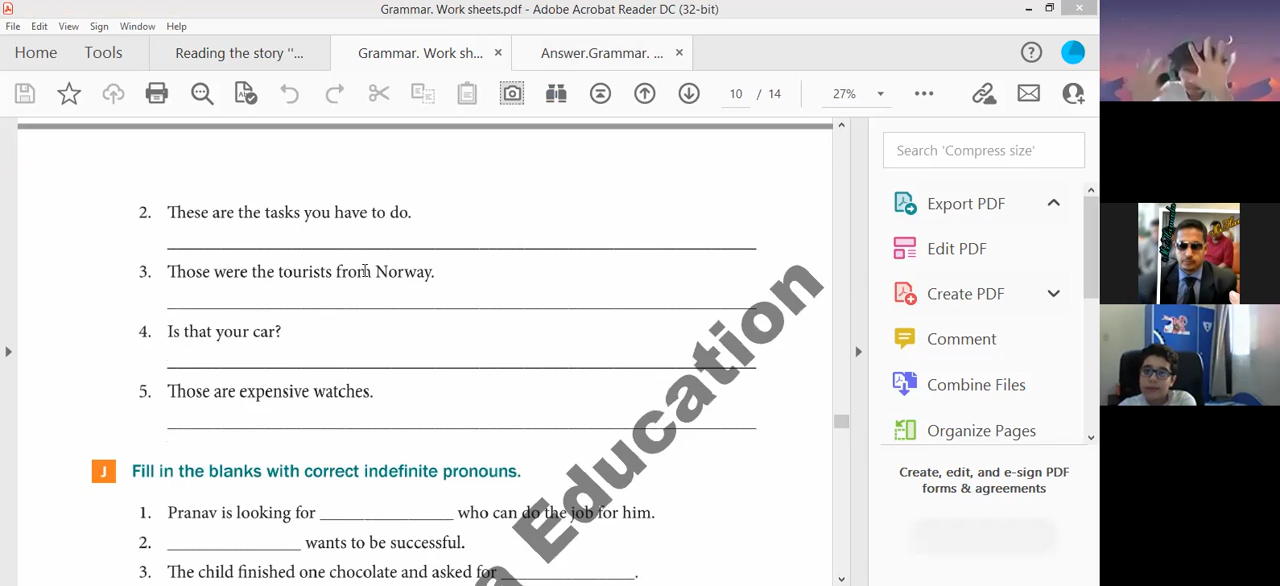 Grammar. Work sheets.pdf - Adobe Acrobat Reader DC (32-bit)
File Edit View Sign Window Help
Home Tools Reading the story "... Grammar. Work sh... Answer.Grammar. ...
10 / 14 27%
Search 'Compress size'
2. These are the tasks you have to do.
Export PDF
Edit PDF
3. Those were the tourists from Norway.
Create PDF
4. Is that your car?
Comment
Combine Files
5. Those are expensive watches.
Organize Pages
J Fill in the blanks with correct indefinite pronouns.
Create, edit, and e-sign PDF
forms & agreements
1. Pranav is looking for _______________ who can do the job for him.
2. _______________ wants to be successful.
3. The child finished one chocolate and asked for _______________.
a Education